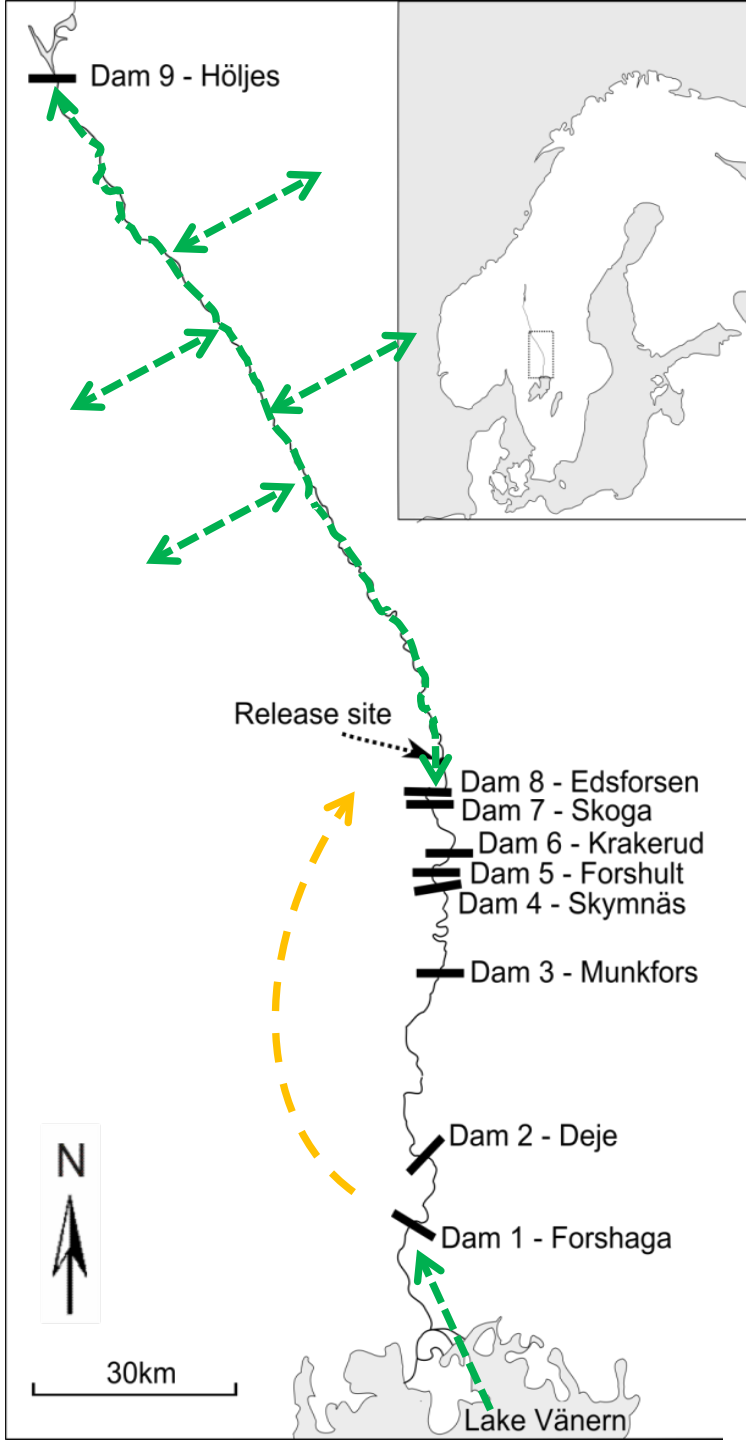 Dam 9 - Höljes
Release site
Dam 8 - Edsforsen
Dam 7 - Skoga
Dam 6 - Krakerud
Dam 5 - Forshult
Dam 4 - Skymnäs
Dam 3 - Munkfors
Dam 2 - Deje
N
Dam 1 - Forshaga
30km
Lake Vänern